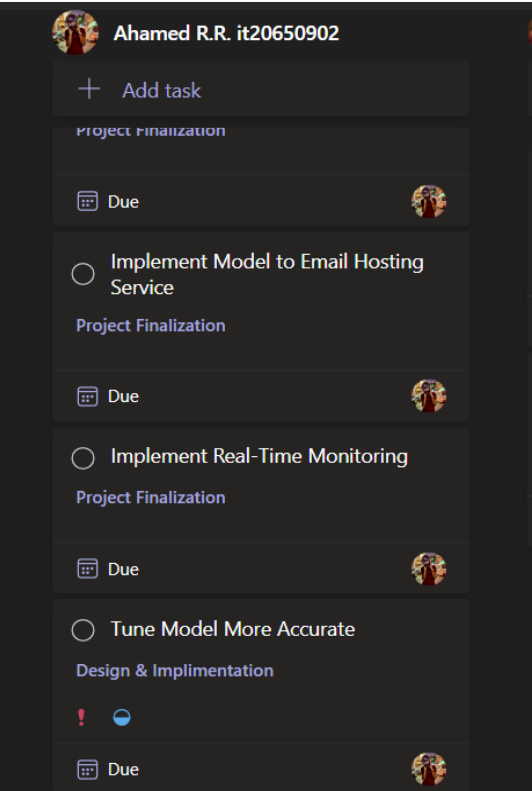 Ahamed R.R. it20650902
Add task
Project Finalization
Due
Implement Model to Email Hosting
Service
Project Finalization
Due
Implement Real-Time Monitoring
Project Finalization
Due
Tune Model More Accurate
Design & Implimentation
Due